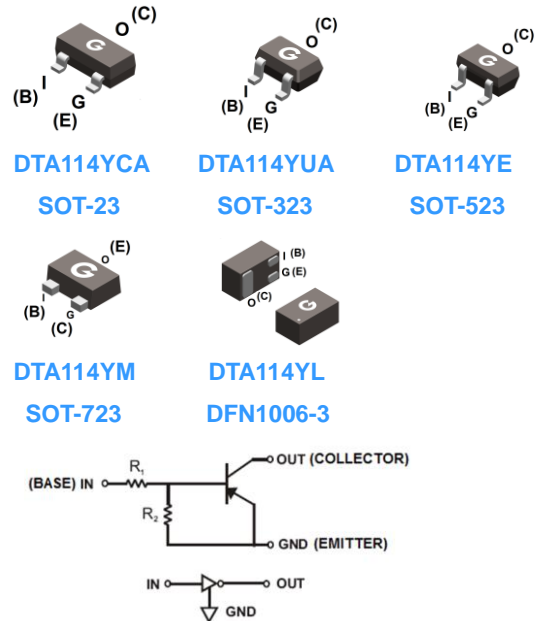 G O (C)
I
(B) G
(E)
G O (C)
I
(B) G
(E)
G O (C)
I
(B) G
(E)
DTA114YCA DTA114YUA DTA114YE
SOT-23 SOT-323 SOT-523
G O (E)
I
(B) G
(C)
I (B)
G (E)
O (C)
G
DTA114YM DTA114YL
SOT-723 DFN1006-3
OUT (COLLECTOR)
R1
(BASE) IN
R2
GND (EMITTER)
IN OUT
GND